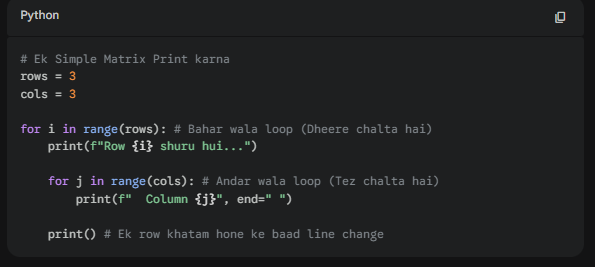 Python
# Ek Simple Matrix Print karna
rows = 3
cols = 3
for i in range(rows): # Bahar wala loop (Dheere chalta hai)
    print(f"Row {i} shuru hui...")
    for j in range(cols): # Andar wala loop (Tez chalta hai)
        print(f"  Column {j}", end=" ")
    print() # Ek row khatam hone ke baad line change